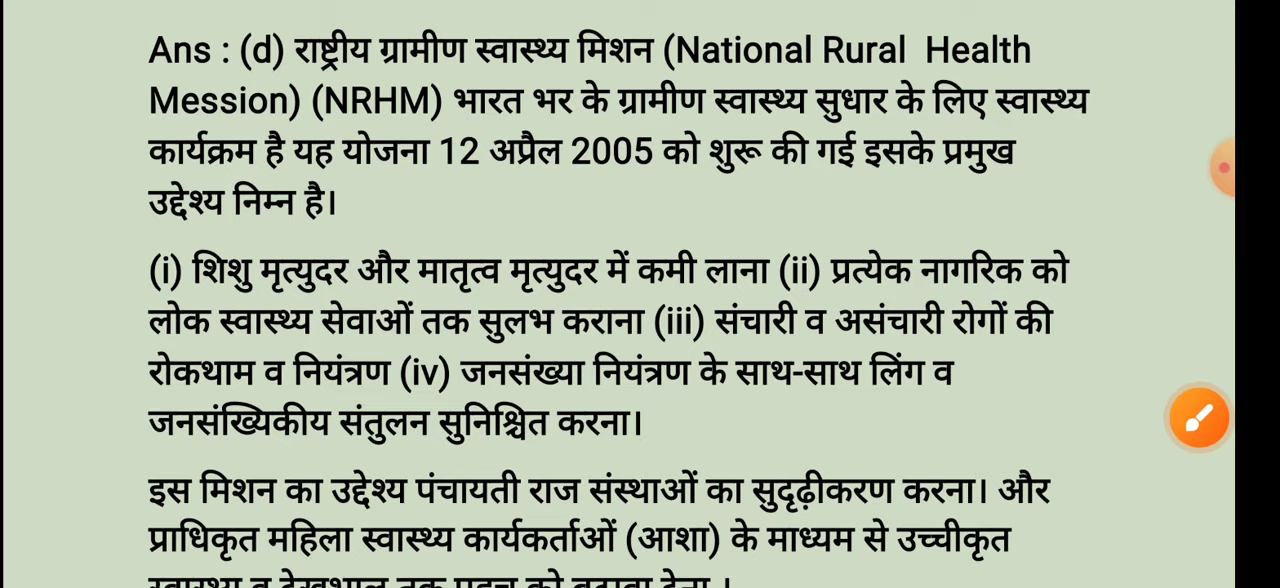 Ans : (d) राष्ट्रीय ग्रामीण स्वास्थ्य मिशन (National Rural Health
Mession) (NRHM) भारत भर के ग्रामीण स्वास्थ्य सुधार के लिए स्वास्थ्य
कार्यक्रम है यह योजना 12 अप्रैल 2005 को शुरू की गई इसके प्रमुख
उद्देश्य निम्न है।
(i) शिशु मृत्युदर और मातृत्व मृत्युदर में कमी लाना (ii) प्रत्येक नागरिक को
लोक स्वास्थ्य सेवाओं तक सुलभ कराना (iii) संचारी व असंचारी रोगों की
रोकथाम व नियंत्रण (iv) जनसंख्या नियंत्रण के साथ-साथ लिंग व
जनसंख्यिकीय संतुलन सुनिश्चित करना।
इस मिशन का उद्देश्य पंचायती राज संस्थाओं का सुदृढ़ीकरण करना। और
प्राधिकृत महिला स्वास्थ्य कार्यकर्ताओं (आशा) के माध्यम से उच्चीकृत